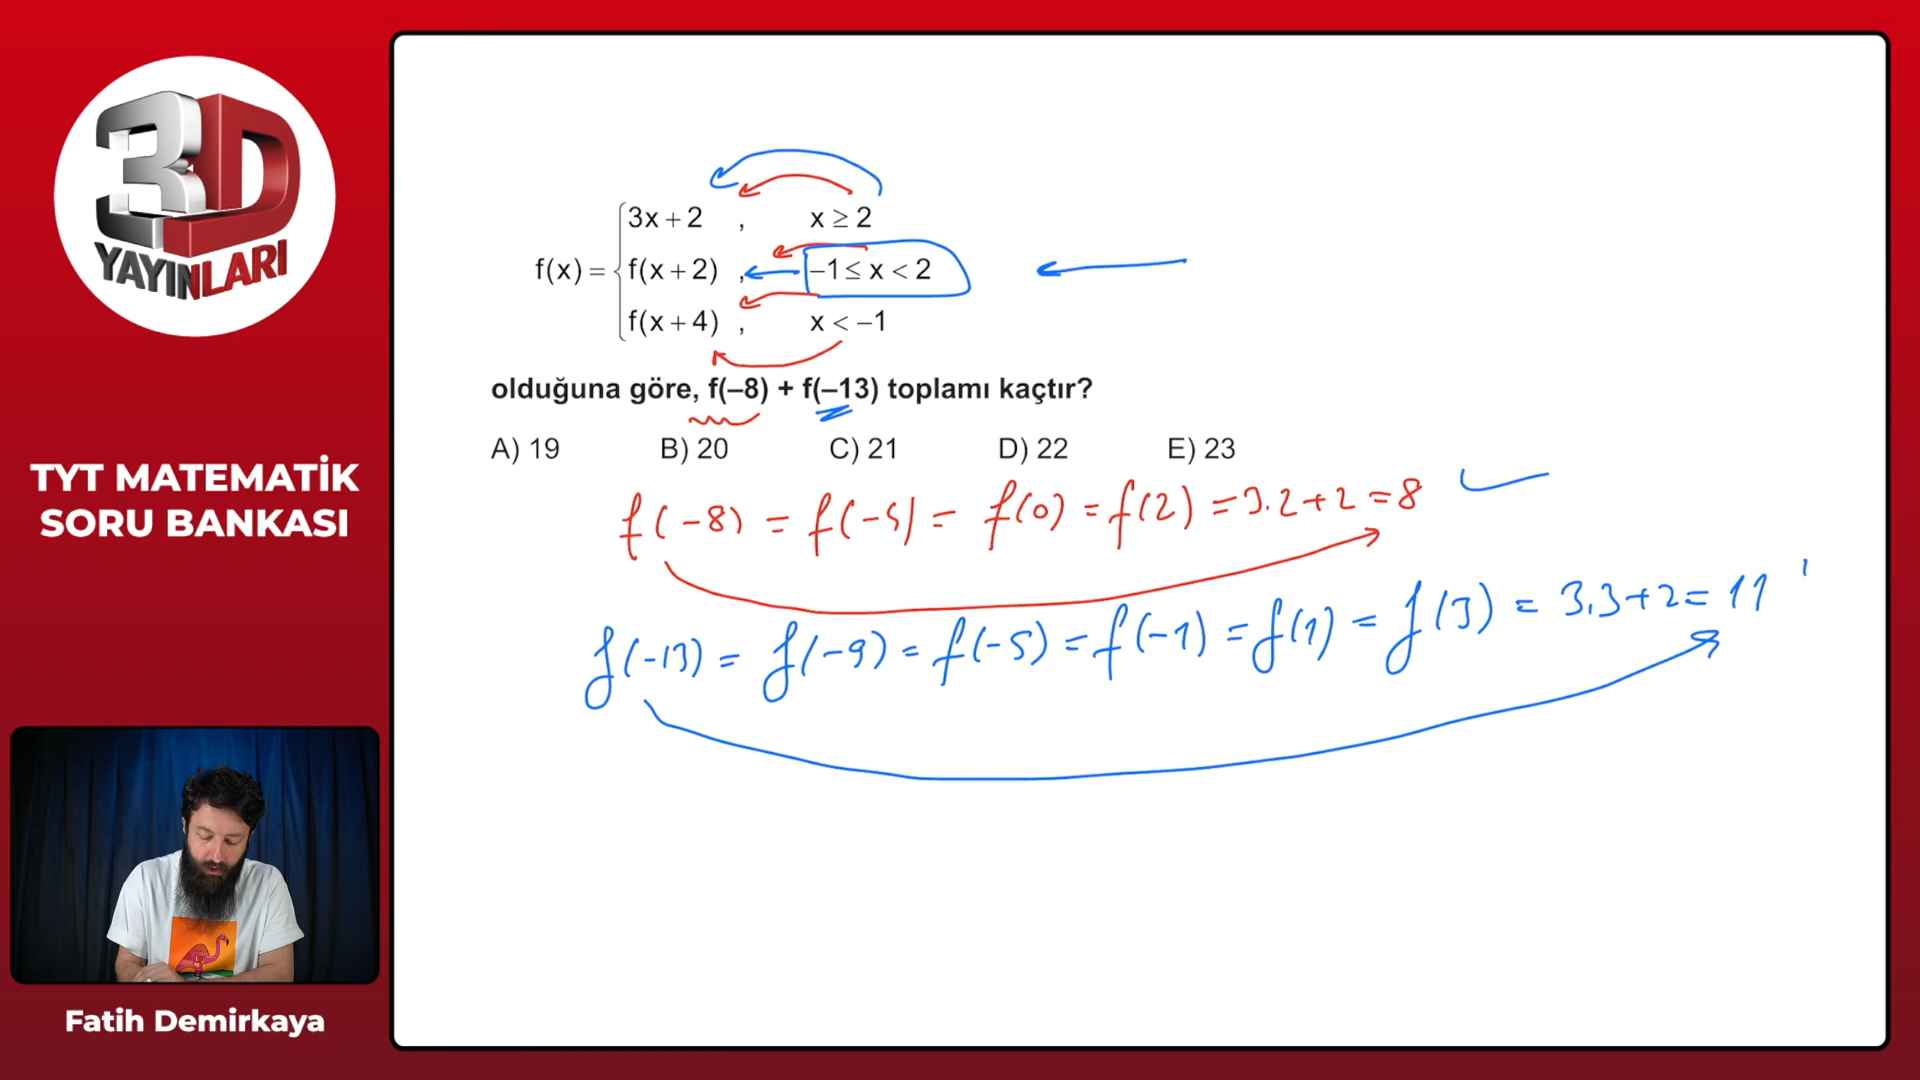 3D
YAYINLARI
TYT MATEMATİK
SORU BANKASI
Fatih Demirkaya
f(x) = { 3x + 2 , x ≥ 2
f(x + 2) , –1 ≤ x < 2
f(x + 4) , x < –1
olduğuna göre, f(–8) + f(–13) toplamı kaçtır?
A) 19 B) 20 C) 21 D) 22 E) 23
f(-8) = f(-5) = f(0) = f(2) = 3.2+2 = 8
f(-13) = f(-9) = f(-5) = f(-1) = f(1) = f(3) = 3.3+2 = 11